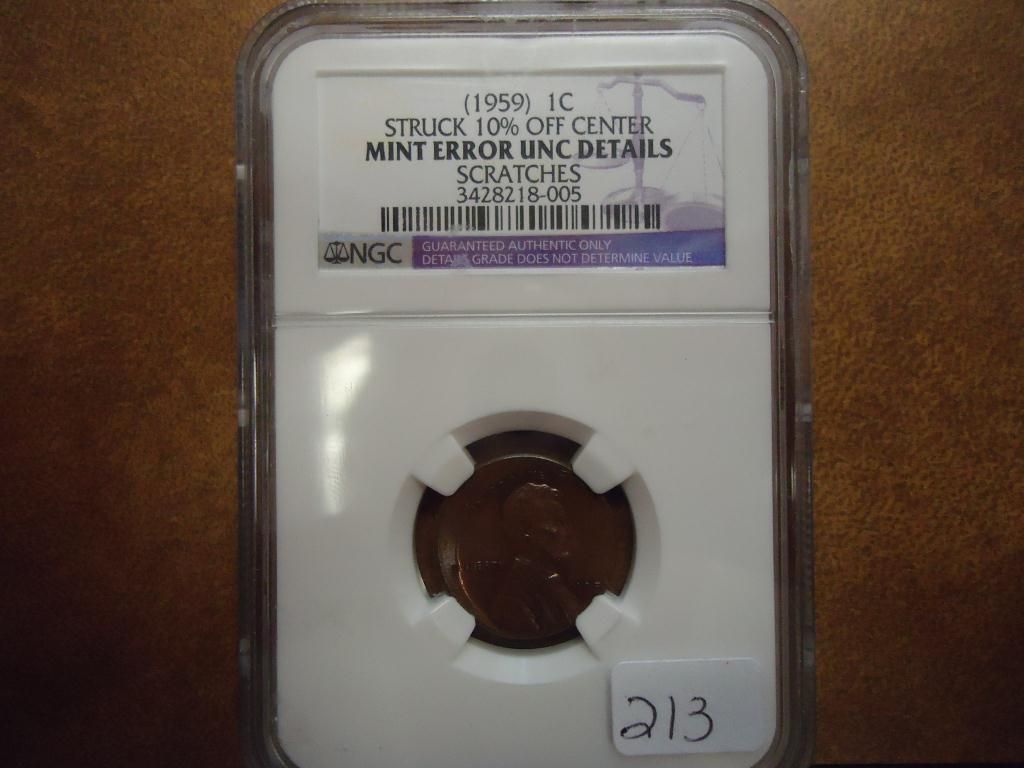 (1959) 1C
STRUCK 10% OFF CENTER
MINT ERROR UNC DETAILS
SCRATCHES
3428218-005
NGC GUARANTEED AUTHENTIC ONLY
DETAILS GRADE DOES NOT DETERMINE VALUE
LIBERTY
213